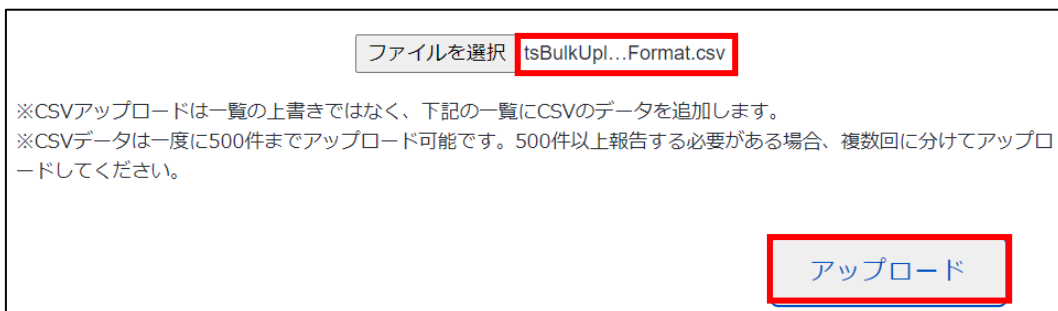 ファイルを選択 tsBulkUpl...Format.csv
※CSVアップロードは一覧の上書きではなく、下記の一覧にCSVのデータを追加します。
※CSVデータは一度に500件までアップロード可能です。500件以上報告する必要がある場合、複数回に分けてアップロ
ードしてください。
アップロード